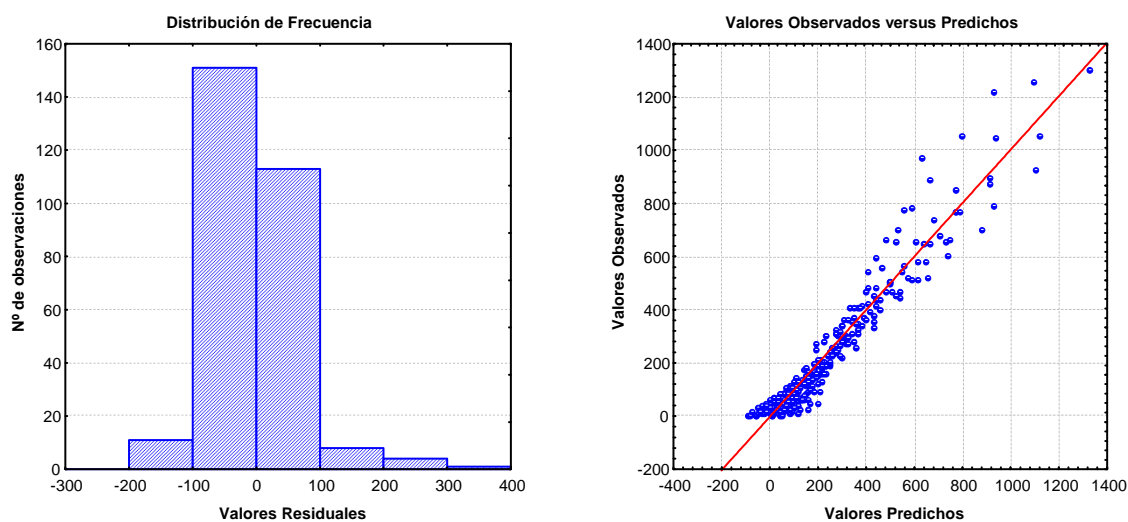 Distribución de Frecuencia
160
140
120
100
80
60
40
20
0
Nº de observaciones
-300 -200 -100 0 100 200 300 400
Valores Residuales
Valores Observados versus Predichos
1400
1200
1000
800
600
400
200
0
-200
Valores Observados
-200 0 200 400 600 800 1000 1200 1400
Valores Predichos